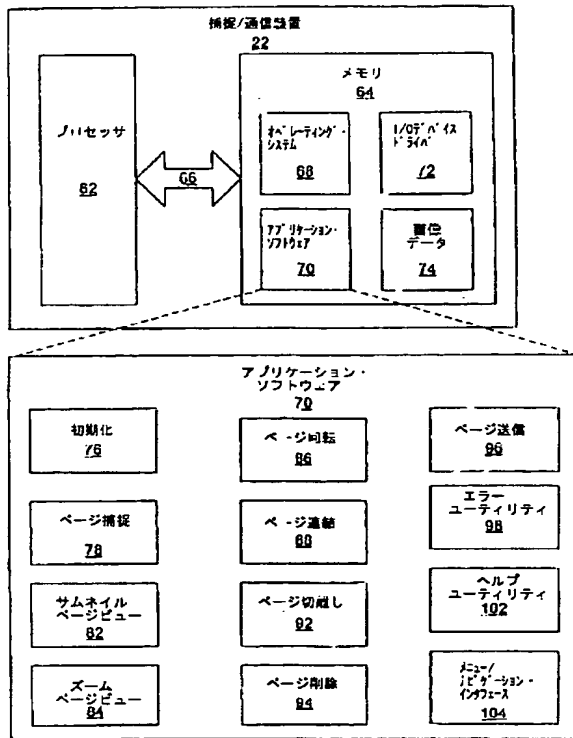 捕捉/通信装置
22
プロセッサ
62
66
メモリ
64
オペレーティング・
システム
68
I/Oデバイス
ドライバ
72
アプリケーション・
ソフトウェア
70
画像
データ
74
アプリケーション・
ソフトウェア
70
初期化
76
ページ捕捉
78
サムネイル
ページビュー
82
ズーム
ページビュー
84
ページ回転
86
ページ連結
88
ページ切離し
92
ページ削除
94
ページ送信
96
エラー
ユーティリティ
98
ヘルプ
ユーティリティ
102
メニュー/
ナビゲーション・
インタフェース
104